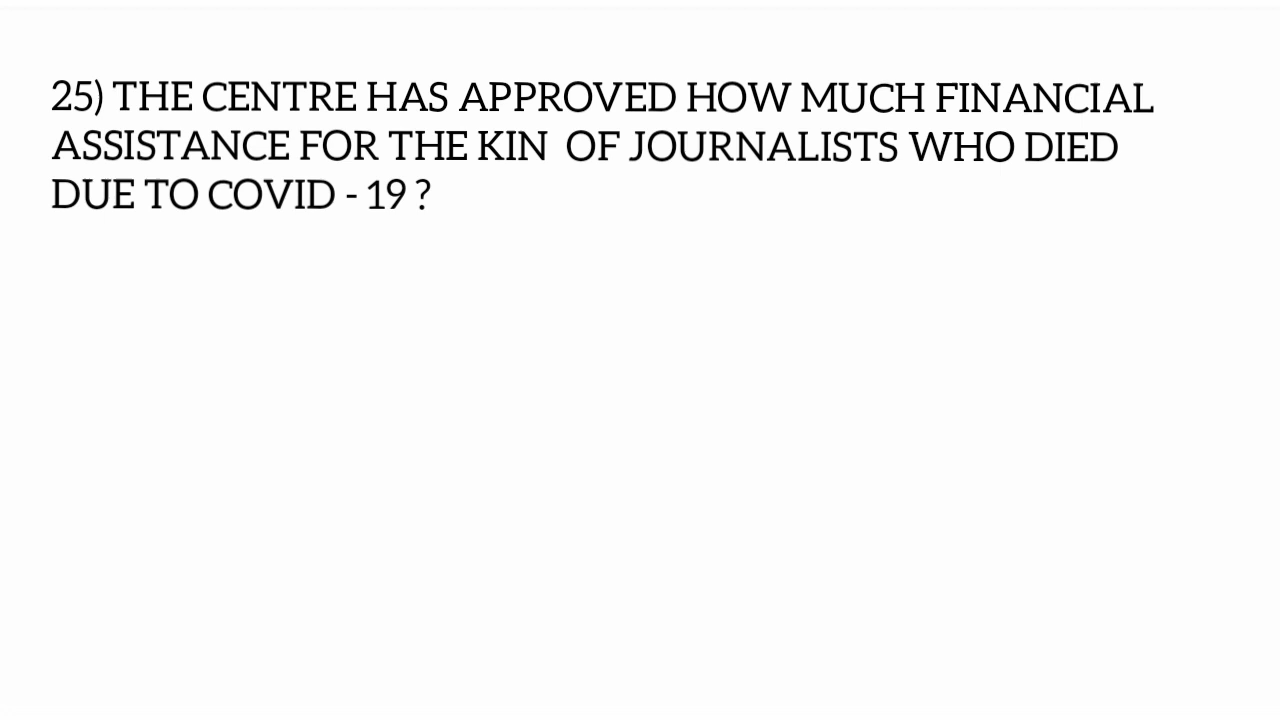 25) THE CENTRE HAS APPROVED HOW MUCH FINANCIAL
ASSISTANCE FOR THE KIN  OF JOURNALISTS WHO DIED
DUE TO COVID - 19 ?